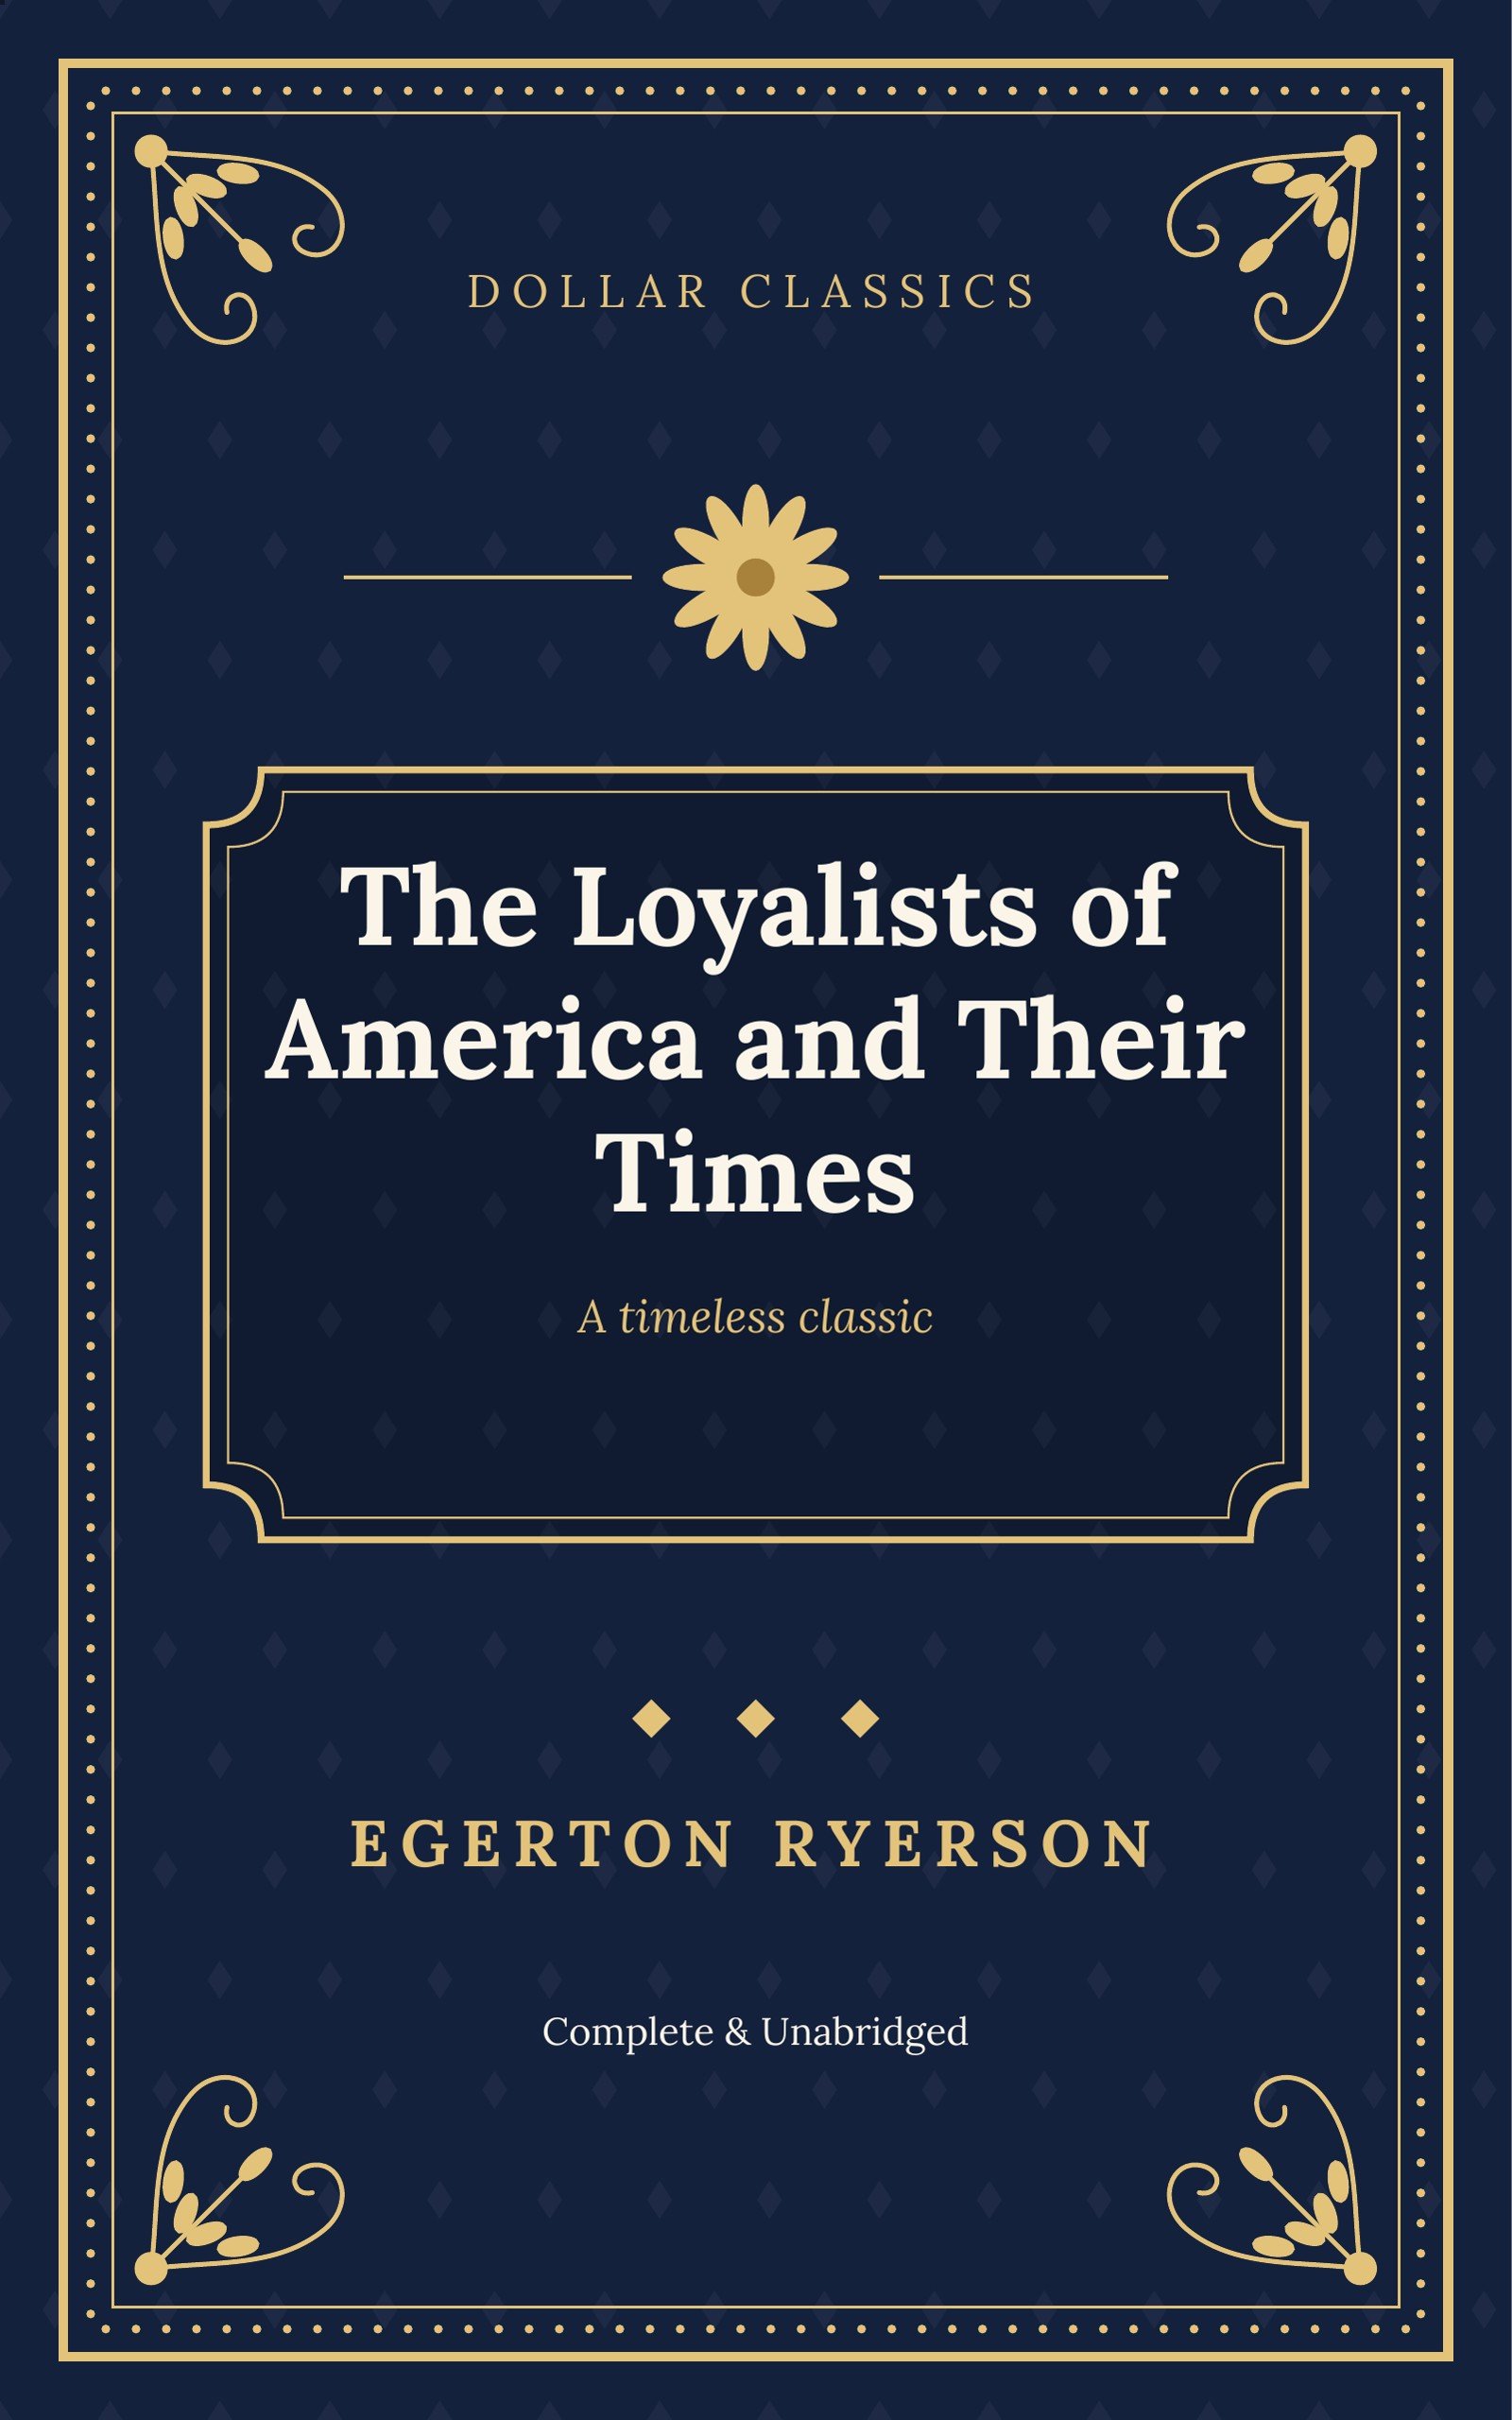 DOLLAR CLASSICS
The Loyalists of
America and Their
Times
A timeless classic
EGERTON RYERSON
Complete & Unabridged